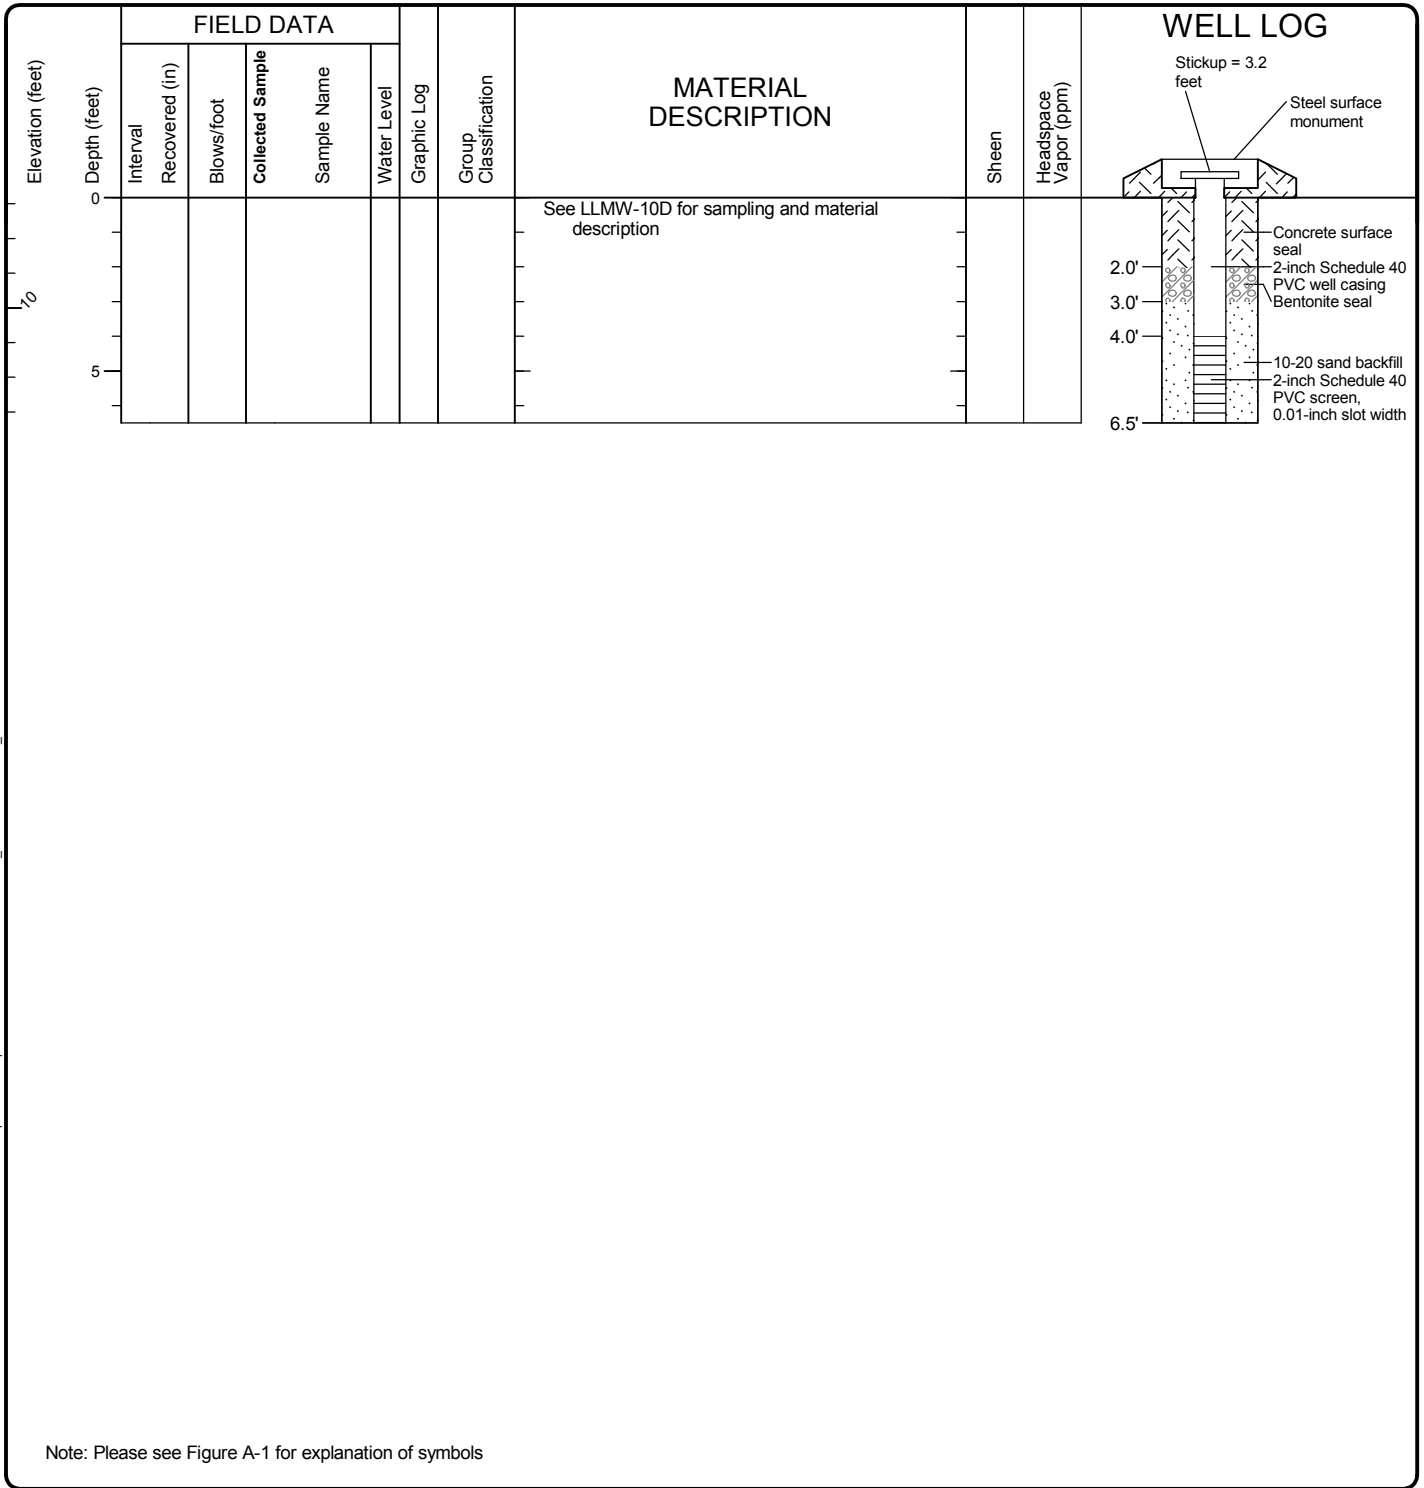 FIELD DATA
WELL LOG
Elevation (feet)
Depth (feet)
Interval
Recovered (in)
Blows/foot
Collected Sample
Sample Name
Water Level
Graphic Log
Group
Classification
MATERIAL
DESCRIPTION
Sheen
Headspace
Vapor (ppm)
Stickup = 3.2
feet
Steel surface
monument
0
See LLMW-10D for sampling and material
description
Concrete surface
seal
2.0'
2-inch Schedule 40
PVC well casing
10
3.0'
Bentonite seal
4.0'
5
10-20 sand backfill
2-inch Schedule 40
PVC screen,
0.01-inch slot width
6.5'
Note: Please see Figure A-1 for explanation of symbols